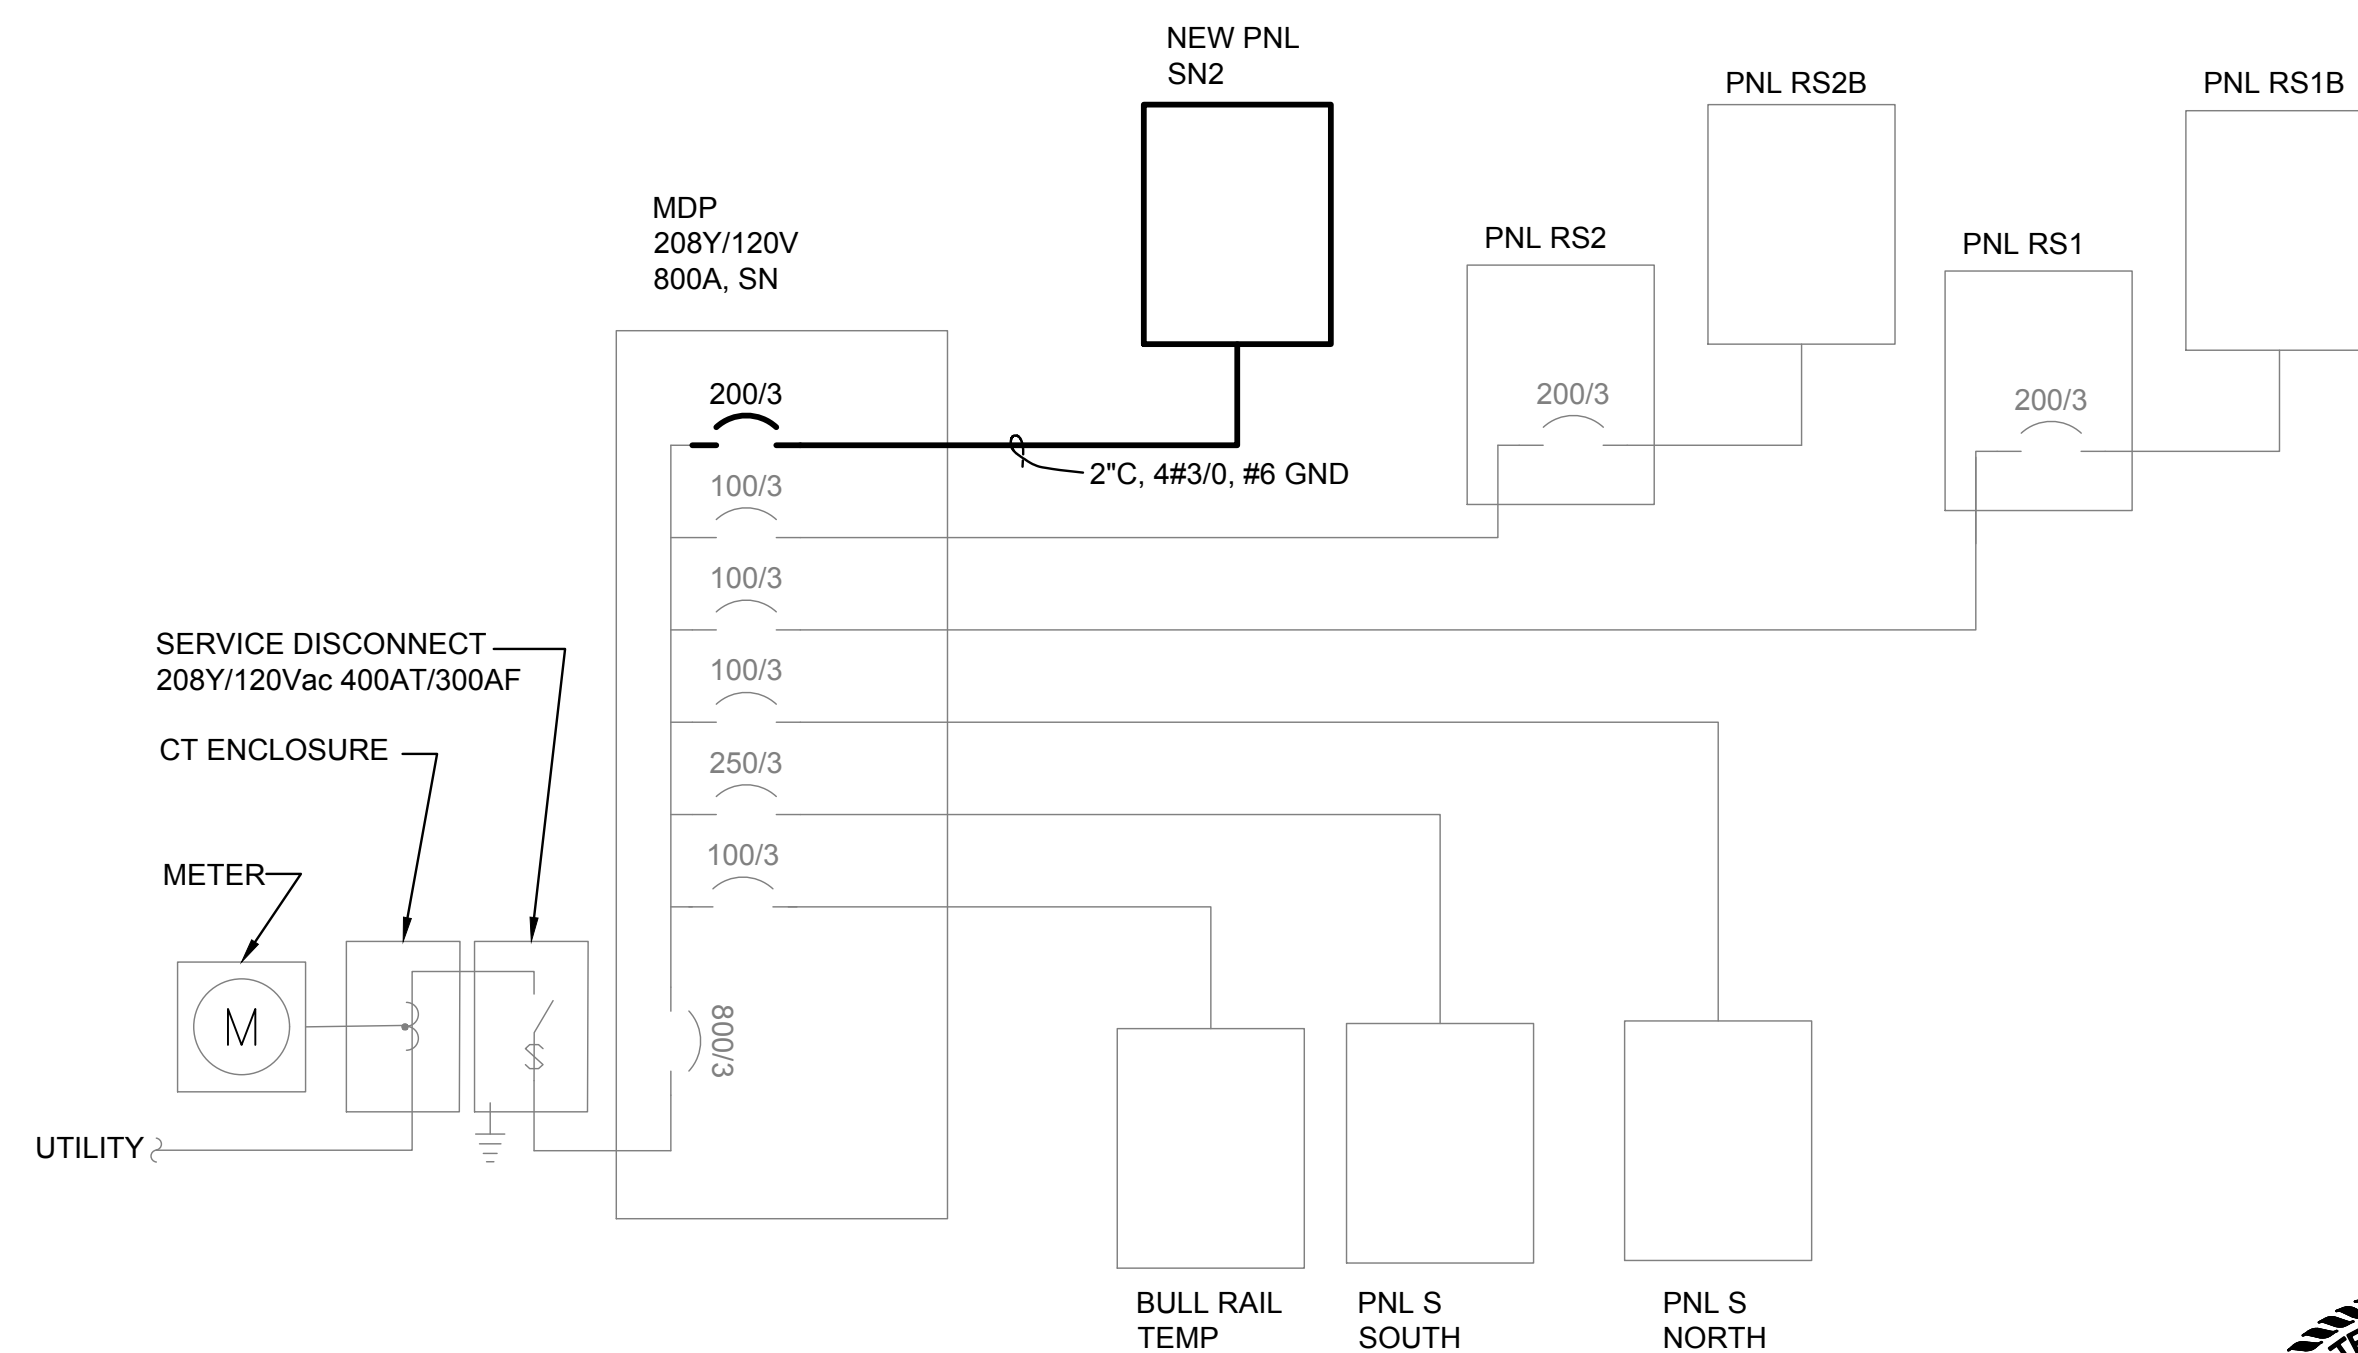 NEW PNL
SN2
PNL RS2B
PNL RS1B
MDP
208Y/120V
800A, SN
PNL RS2
PNL RS1
200/3
200/3
200/3
2"C, 4#3/0, #6 GND
100/3
100/3
SERVICE DISCONNECT
208Y/120Vac 400AT/300AF
100/3
CT ENCLOSURE
250/3
100/3
METER
M
800/3
UTILITY
BULL RAIL
TEMP
PNL S
SOUTH
PNL S
NORTH